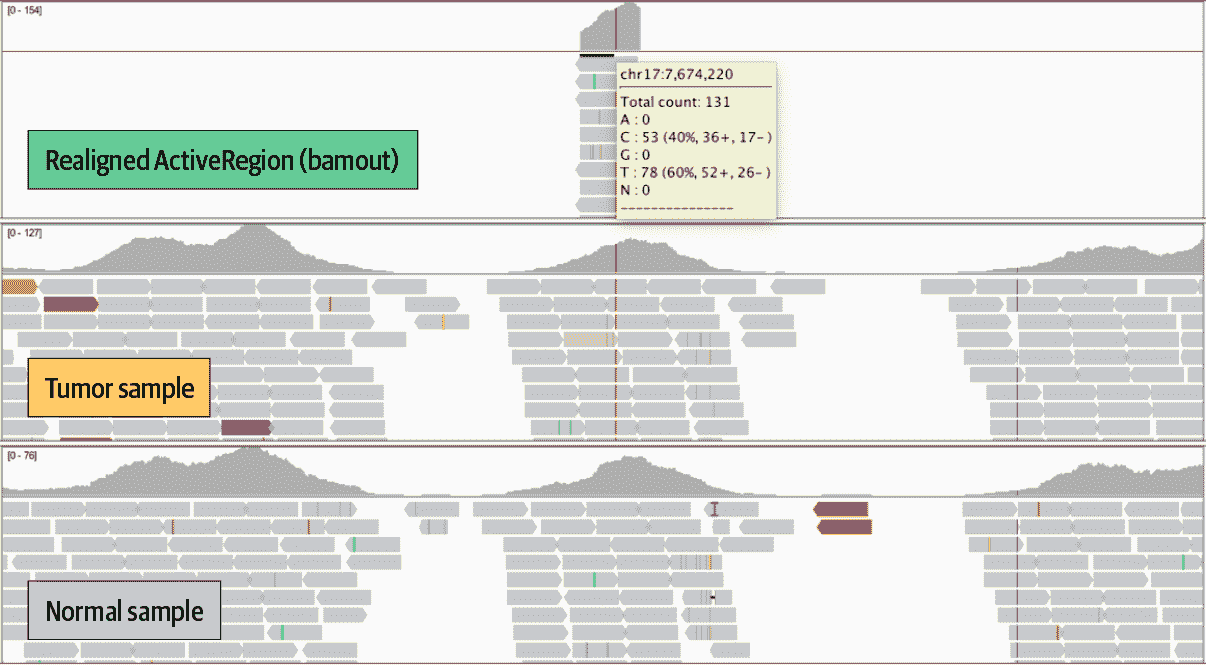 [0 - 154]
chr17:7,674,220
Total count: 131
A : 0
C : 53 (40%, 36+, 17- )
G : 0
T : 78 (60%, 52+, 26- )
N : 0
---------------
Realigned ActiveRegion (bamout)
[0 - 127]
Tumor sample
[0 - 76]
Normal sample